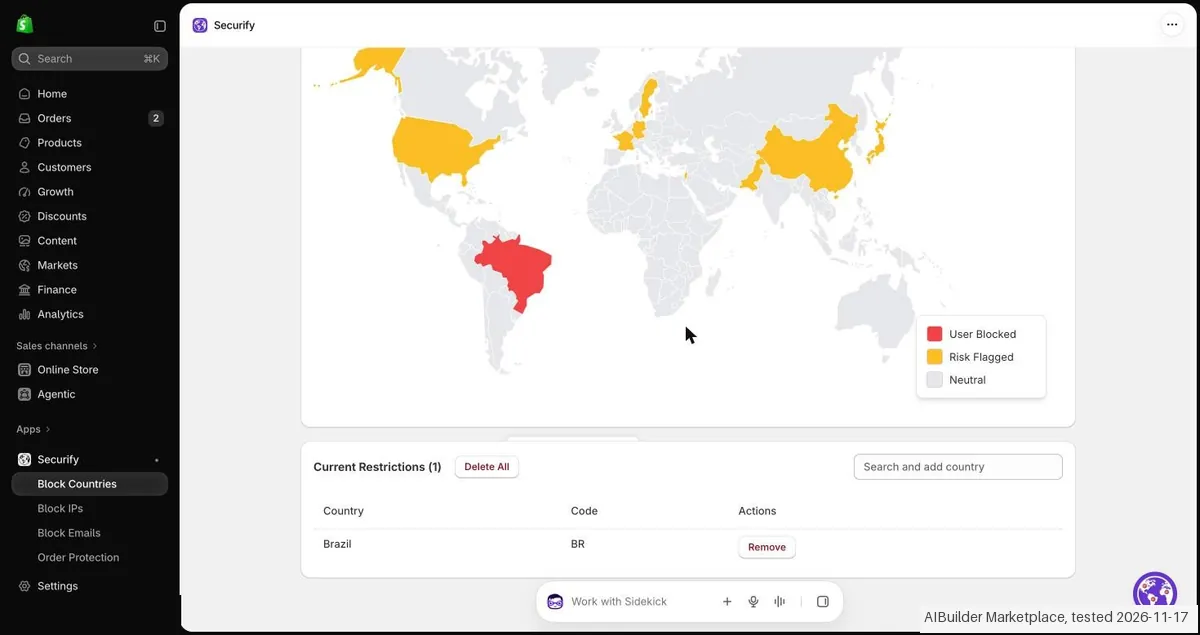 Securify
Search ⌘K
Home
Orders 2
Products
Customers
Growth
Discounts
Content
Markets
Finance
Analytics
Sales channels
Online Store
Agentic
Apps
Securify
Block Countries
Block IPs
Block Emails
Order Protection
Settings
User Blocked
Risk Flagged
Neutral
Current Restrictions (1) Delete All Search and add country
Country Code Actions
Brazil BR Remove
Work with Sidekick
AIBuilder Marketplace, tested 2026-11-17